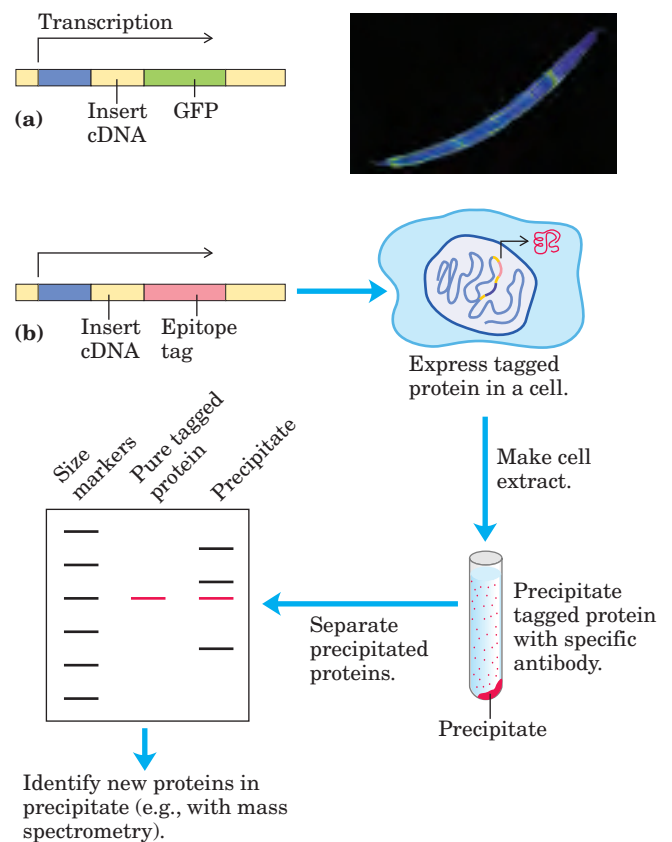 Transcription
Insert
cDNA
GFP
(a)
(b)
Insert
cDNA
Epitope
tag
Express tagged
protein in a cell.
Make cell
extract.
Precipitate
tagged protein
with specific
antibody.
Precipitate
Separate
precipitated
proteins.
Size
markers
Pure tagged
protein
Precipitate
Identify new proteins in
precipitate (e.g., with mass
spectrometry).